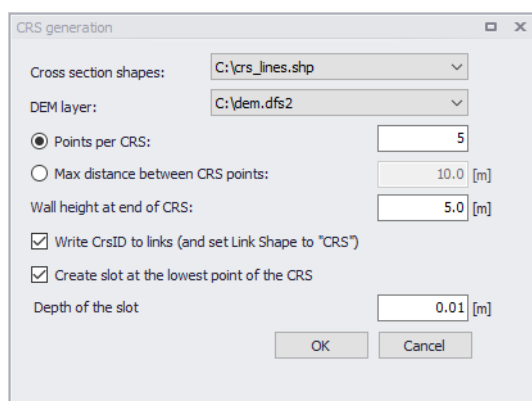 CRS generation
Cross section shapes: C:\crs_lines.shp
DEM layer: C:\dem.dfs2
Points per CRS: 5
Max distance between CRS points: 10.0 [m]
Wall height at end of CRS: 5.0 [m]
Write CrsID to links (and set Link Shape to "CRS")
Create slot at the lowest point of the CRS
Depth of the slot 0.01 [m]
OK Cancel